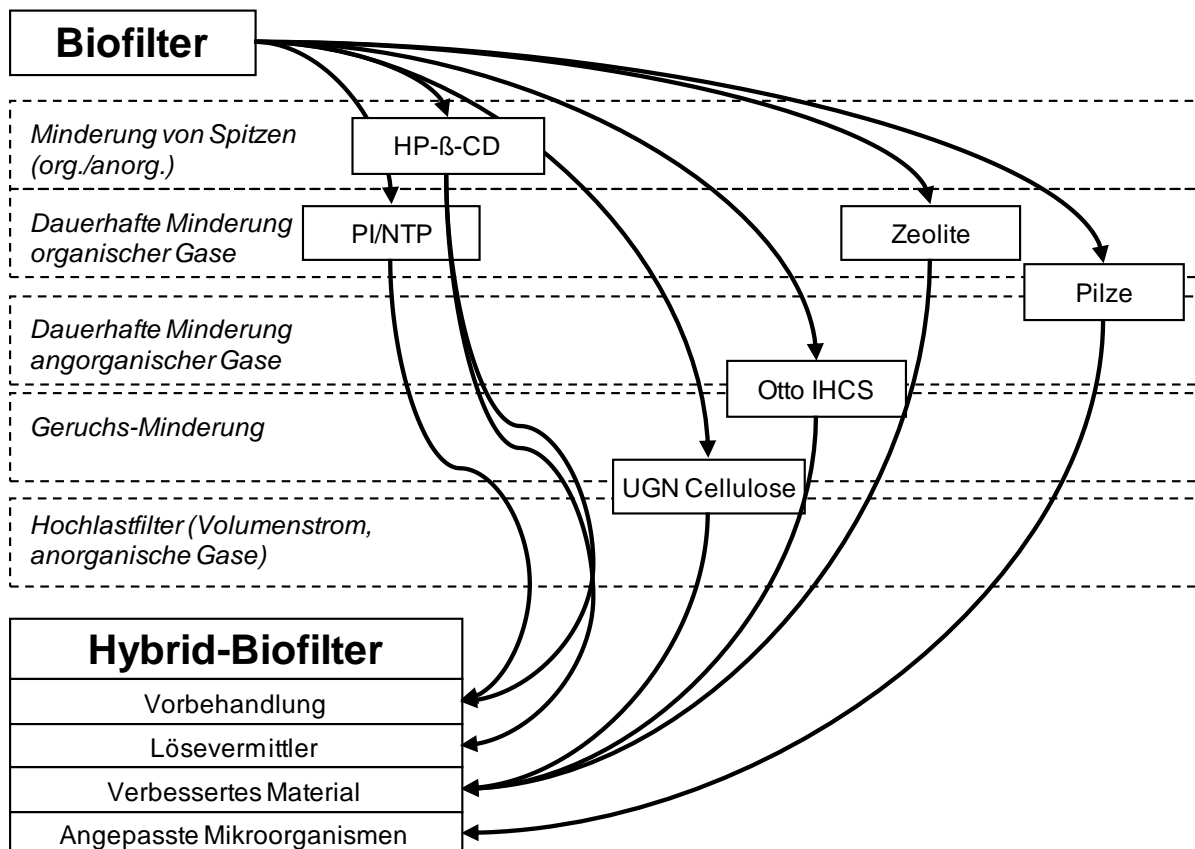 Biofilter
Minderung von Spitzen
(org./anorg.)
HP-ß-CD
Dauerhafte Minderung
organischer Gase
PI/NTP
Zeolite
Pilze
Dauerhafte Minderung
angorganischer Gase
Otto IHCS
Geruchs-Minderung
UGN Cellulose
Hochlastfilter (Volumenstrom,
anorganische Gase)
Hybrid-Biofilter
Vorbehandlung
Lösevermittler
Verbessertes Material
Angepasste Mikroorganismen